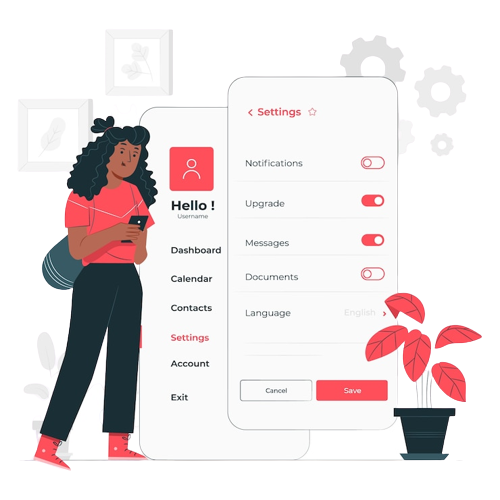 Hello !
Username
Dashboard
Calendar
Contacts
Settings
Account
Exit
Settings
Notifications
Upgrade
Messages
Documents
Language English
Cancel Save